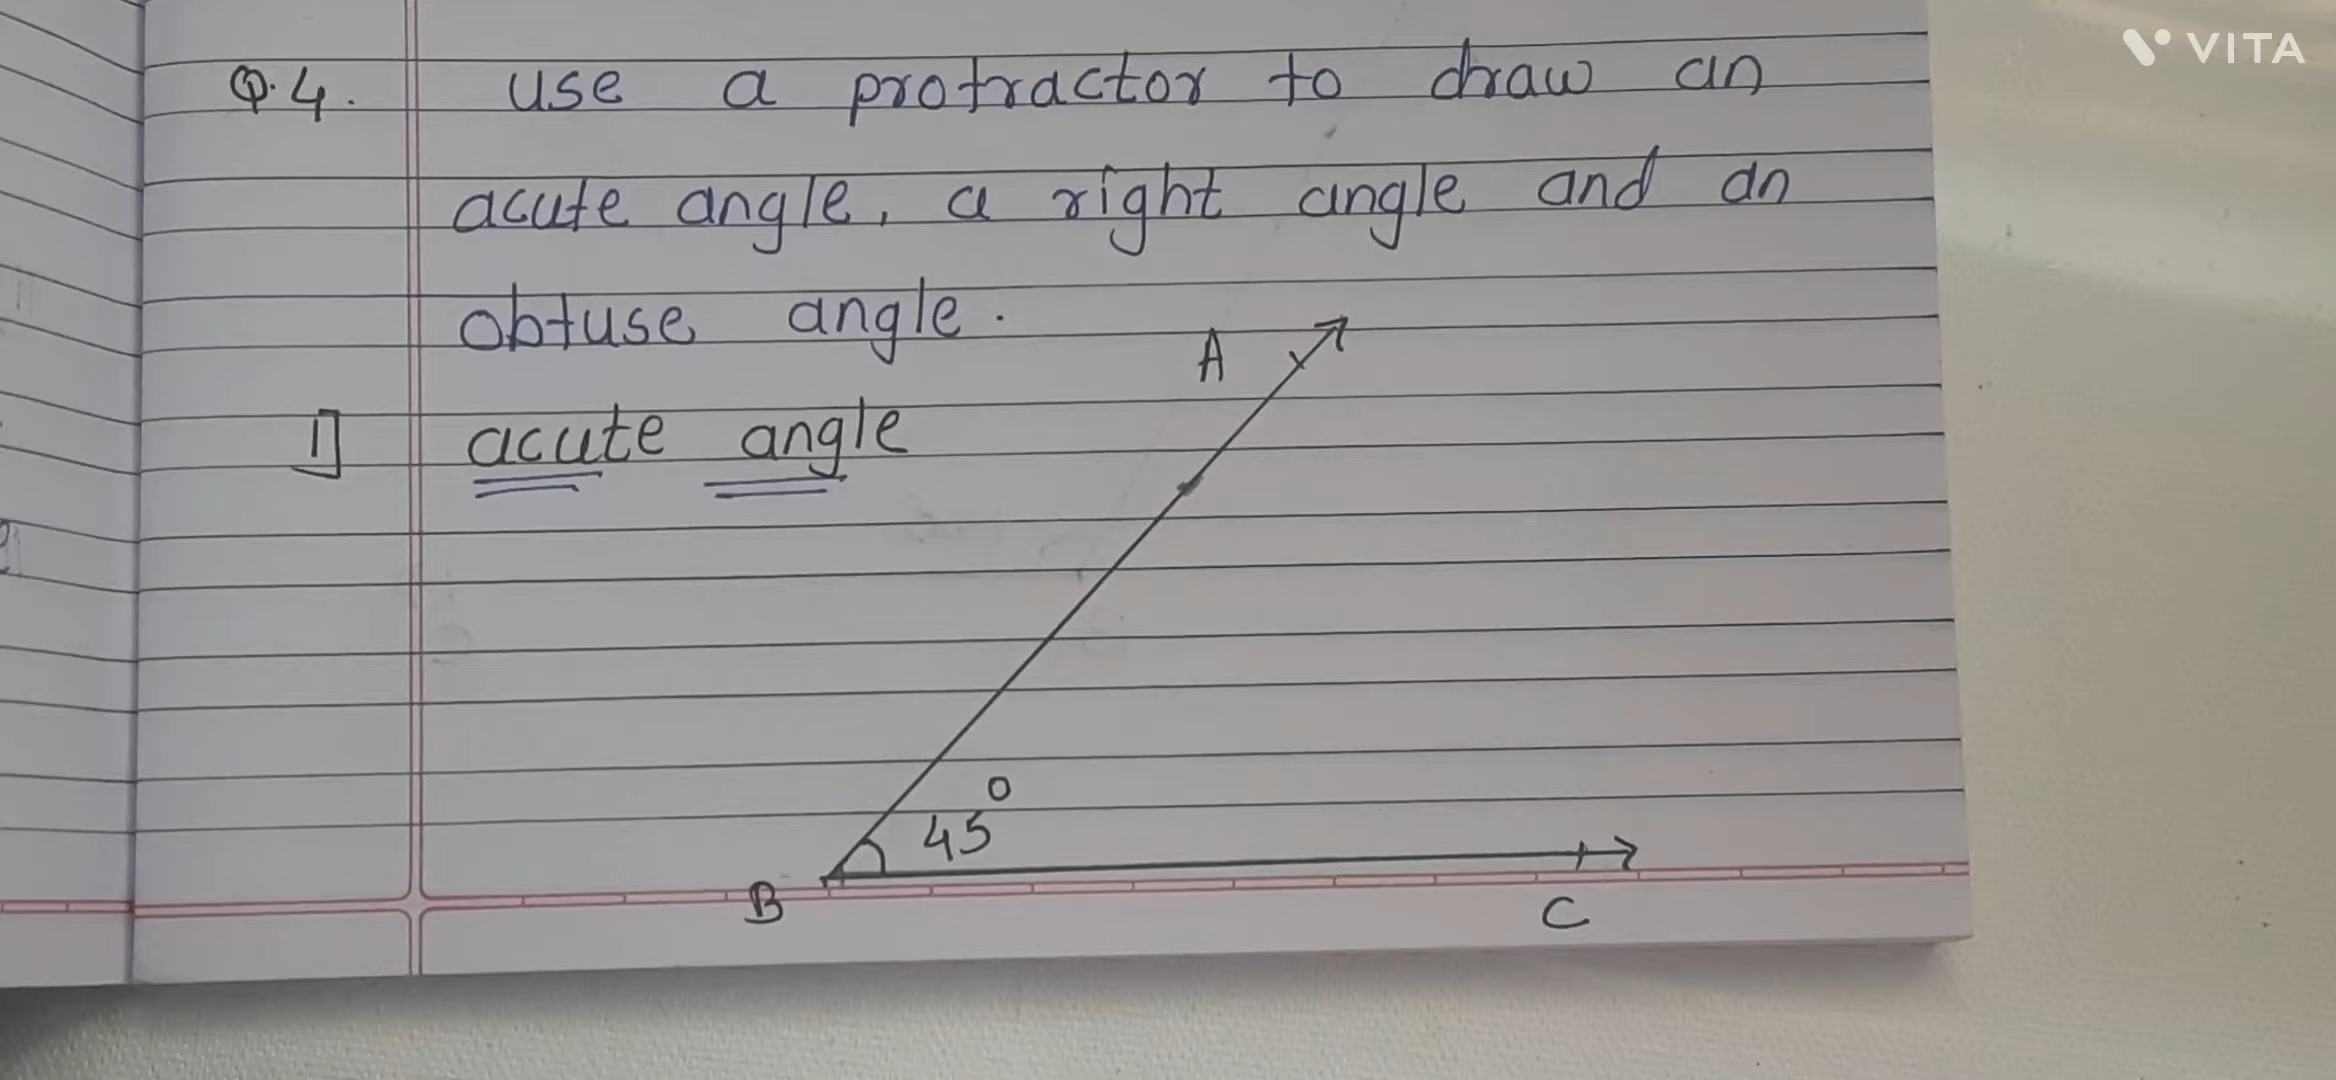 VITA
Q.4. use a protractor to draw an
acute angle, a right angle and an
obtuse angle.
A
1] acute angle
45°
B
C